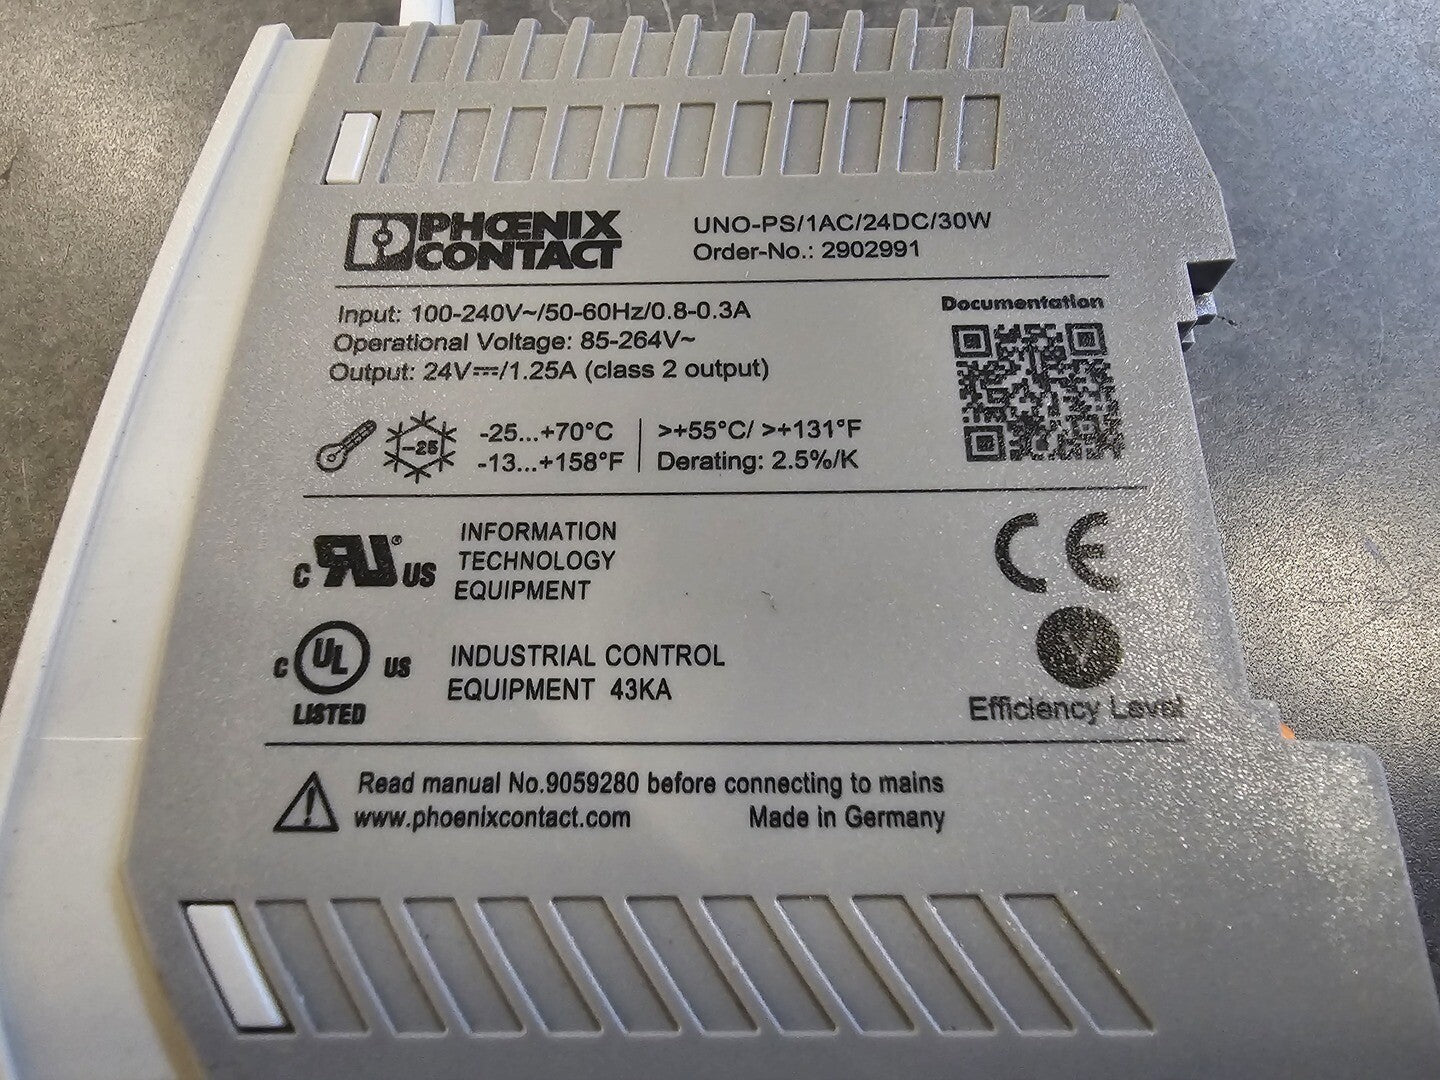 PHŒNIX
CONTACT
UNO-PS/1AC/24DC/30W
Order-No.: 2902991
Input: 100-240V~/50-60Hz/0.8-0.3A
Operational Voltage: 85-264V~
Output: 24V⎓/1.25A (class 2 output)
Documentation
-25
-25...+70°C
-13...+158°F
>+55°C/ >+131°F
Derating: 2.5%/K
C RU® US
INFORMATION
TECHNOLOGY
EQUIPMENT
CE
C UL US
LISTED
INDUSTRIAL CONTROL
EQUIPMENT 43KA
V
Efficiency Level
Read manual No.9059280 before connecting to mains
www.phoenixcontact.com Made in Germany